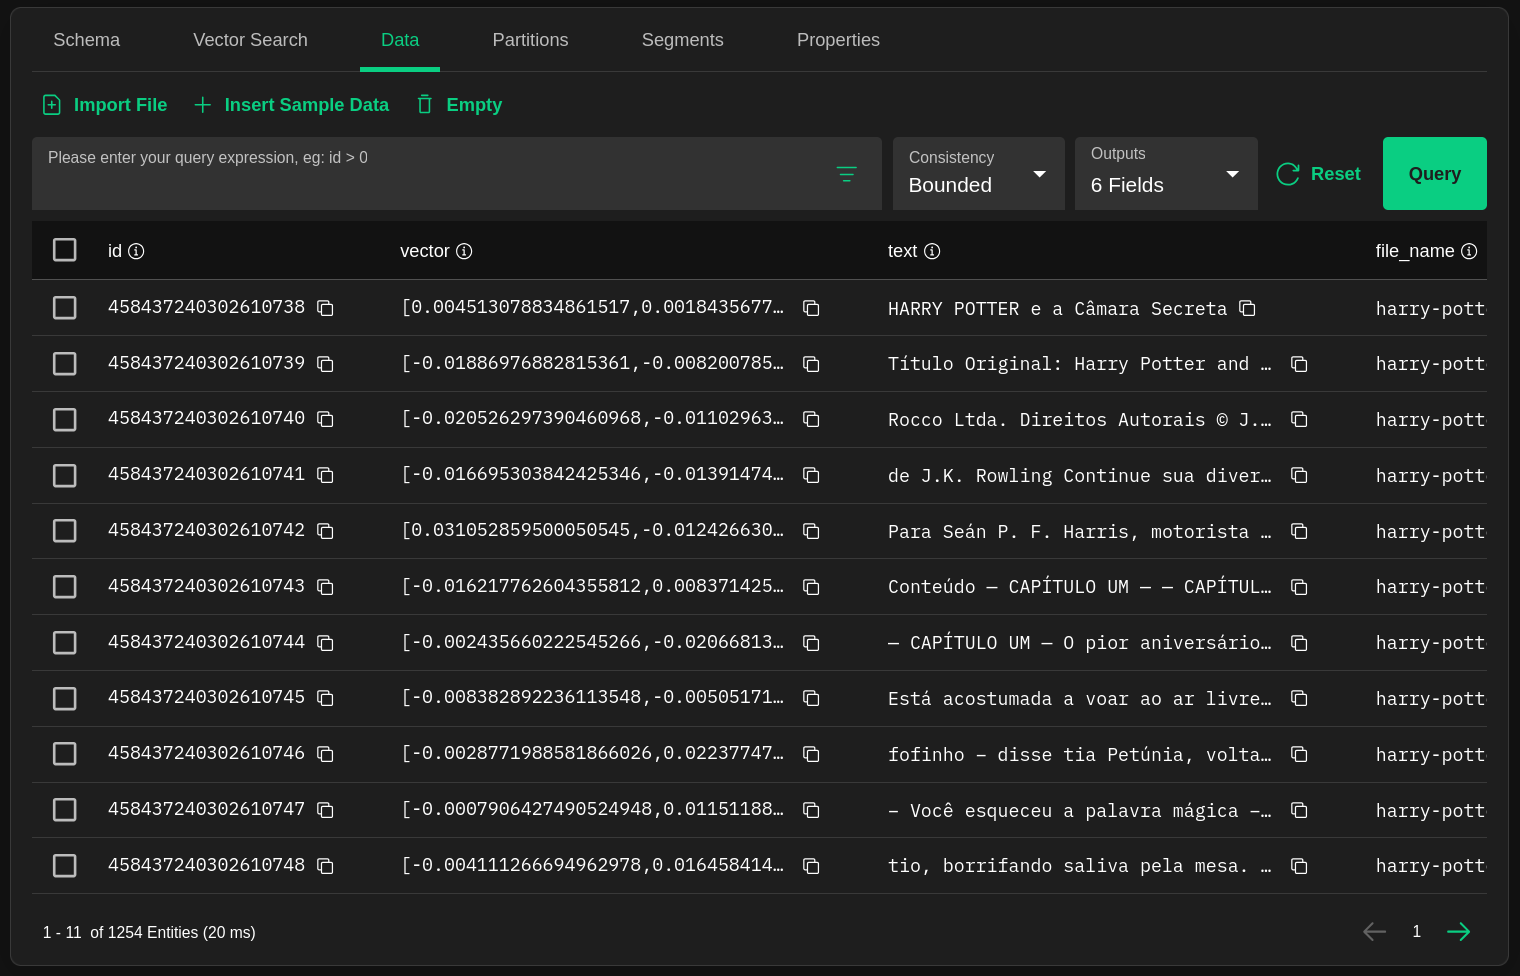 Schema Vector Search Data Partitions Segments Properties
Import File Insert Sample Data Empty
Please enter your query expression, eg: id > 0
Consistency
Bounded
Outputs
6 Fields
Reset
Query
id vector text file_name
458437240302610738 [0.004513078834861517,0.0018435677… HARRY POTTER e a Câmara Secreta harry-pott
458437240302610739 [-0.01886976882815361,-0.008200785… Título Original: Harry Potter and … harry-pott
458437240302610740 [-0.020526297390460968,-0.01102963… Rocco Ltda. Direitos Autorais © J.… harry-pott
458437240302610741 [-0.016695303842425346,-0.01391474… de J.K. Rowling Continue sua diver… harry-pott
458437240302610742 [0.031052859500050545,-0.012426630… Para Seán P. F. Harris, motorista … harry-pott
458437240302610743 [-0.016217762604355812,0.008371425… Conteúdo — CAPÍTULO UM — — CAPÍTUL… harry-pott
458437240302610744 [-0.002435660222545266,-0.02066813… — CAPÍTULO UM — O pior aniversário… harry-pott
458437240302610745 [-0.008382892236113548,-0.00505171… Está acostumada a voar ao ar livre… harry-pott
458437240302610746 [-0.0028771988581866026,0.02237747… fofinho – disse tia Petúnia, volta… harry-pott
458437240302610747 [-0.0007906427490524948,0.01151188… – Você esqueceu a palavra mágica –… harry-pott
458437240302610748 [-0.004111266694962978,0.016458414… tio, borrifando saliva pela mesa. … harry-pott
1 - 11 of 1254 Entities (20 ms) 1